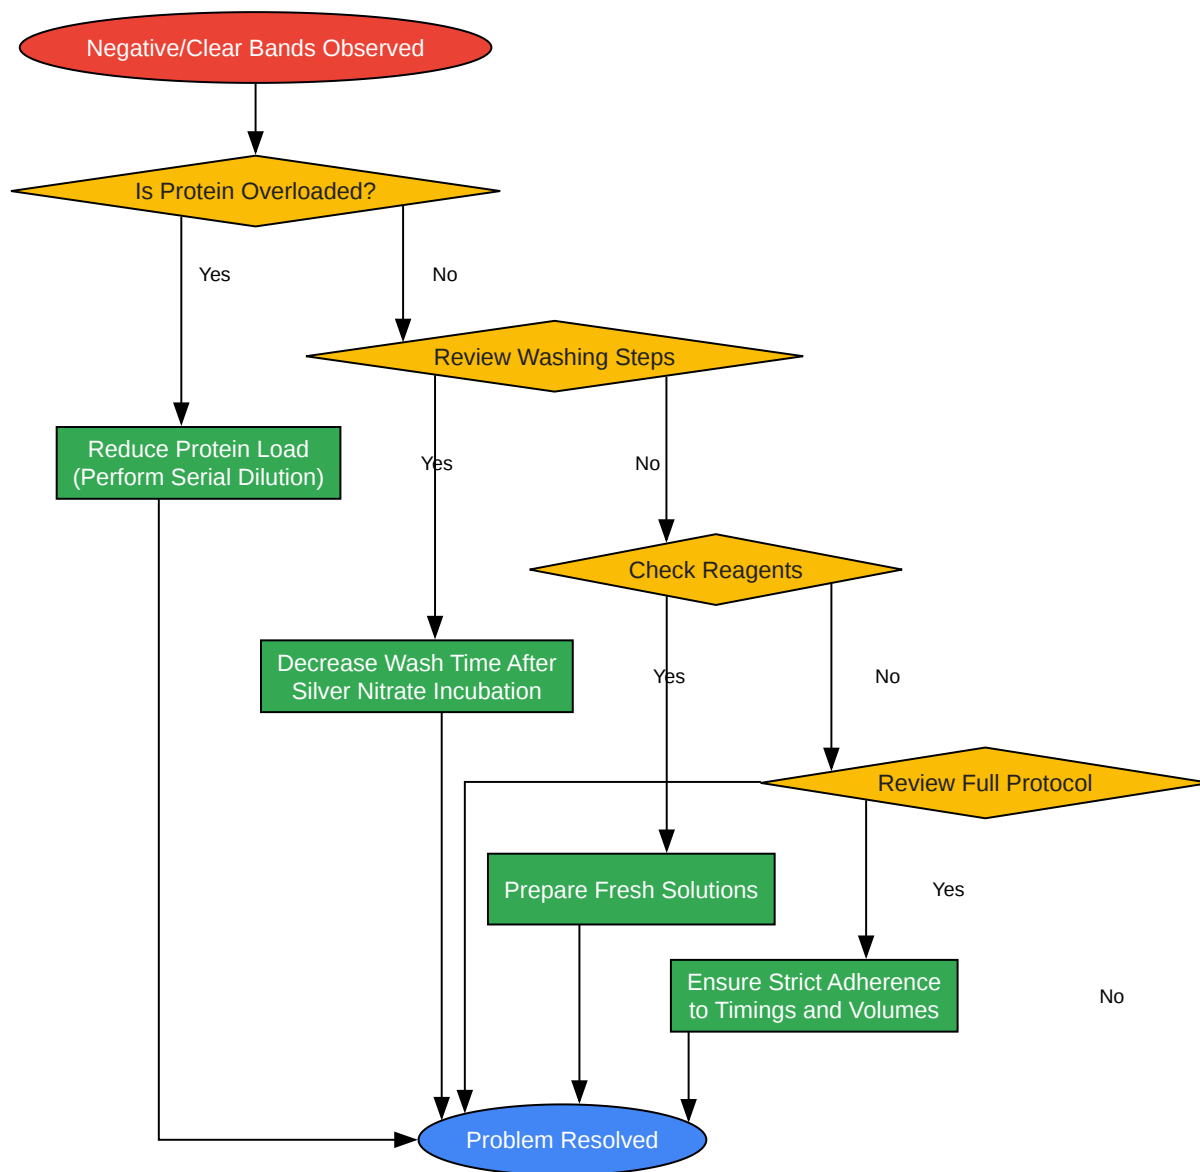 Negative/Clear Bands Observed
Is Protein Overloaded?
Yes
No
Review Washing Steps
Reduce Protein Load
(Perform Serial Dilution)
Yes
No
Check Reagents
Decrease Wash Time After
Silver Nitrate Incubation
Yes
No
Review Full Protocol
Prepare Fresh Solutions
Yes
Ensure Strict Adherence
to Timings and Volumes
No
Problem Resolved